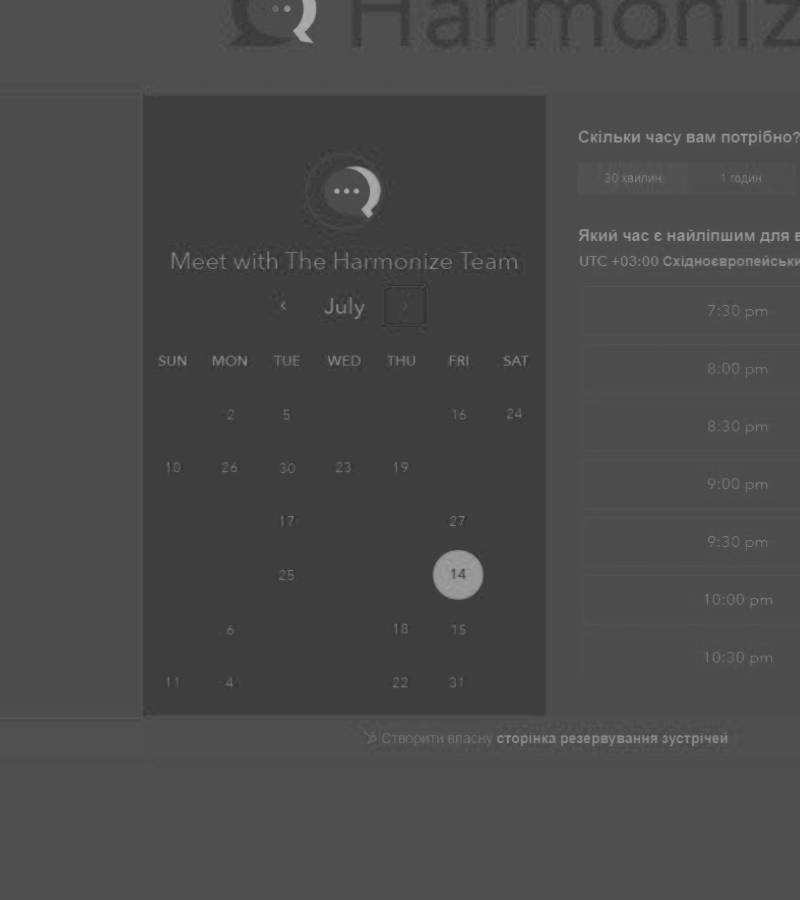 Harmoniz
Meet with The Harmonize Team
July
SUN MON TUE WED THU FRI SAT
2 5 16 24
10 26 30 23 19
17 27
25 14
6 18 15
11 4 22 31
Скільки часу вам потрібно?
30 хвилин 1 годин
Який час є найліпшим для в
UTC +03:00 Східноєвропейськи
7:30 pm
8:00 pm
8:30 pm
9:00 pm
9:30 pm
10:00 pm
10:30 pm
Створити власну сторінка резервування зустрічей